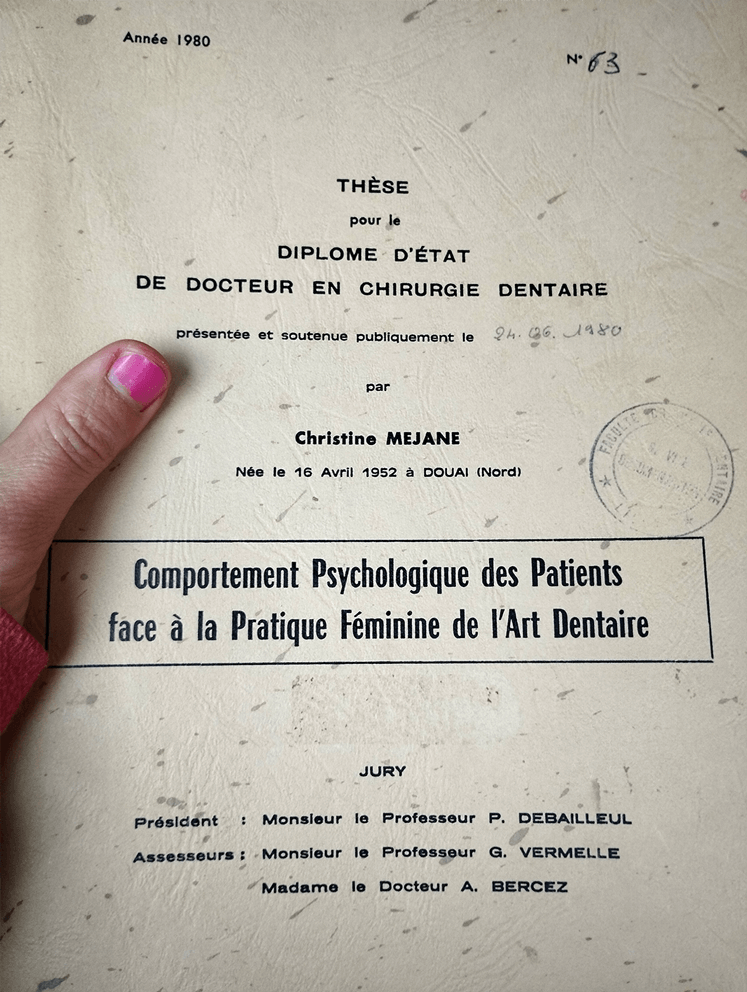 Année 1980
N° 63
THÈSE
pour le
DIPLOME D'ÉTAT
DE DOCTEUR EN CHIRURGIE DENTAIRE
présentée et soutenue publiquement le 24. 06. 1980
par
Christine MEJANE
Née le 16 Avril 1952 à DOUAI (Nord)
FACULTE DE
Comportement Psychologique des Patients
face à la Pratique Féminine de l'Art Dentaire
JURY
Président : Monsieur le Professeur P. DEBAILLEUL
Assesseurs : Monsieur le Professeur G. VERMELLE
Madame le Docteur A. BERCEZ